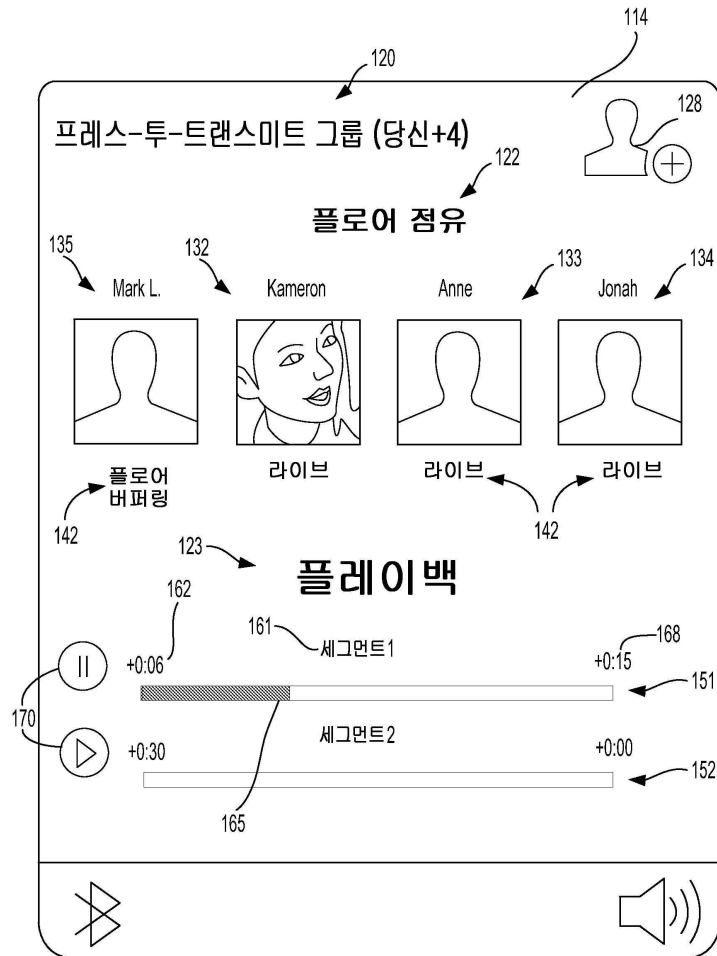 114
120
128
프레스-투-트랜스미트 그룹 (당신+4)
122
플로어 점유
135
132
133
134
Mark L.
Kameron
Anne
Jonah
플로어
버퍼링
라이브
라이브
라이브
142
142
123
플레이백
162
161
168
세그먼트1
+0:06
+0:15
151
170
세그먼트2
+0:30
+0:00
152
165